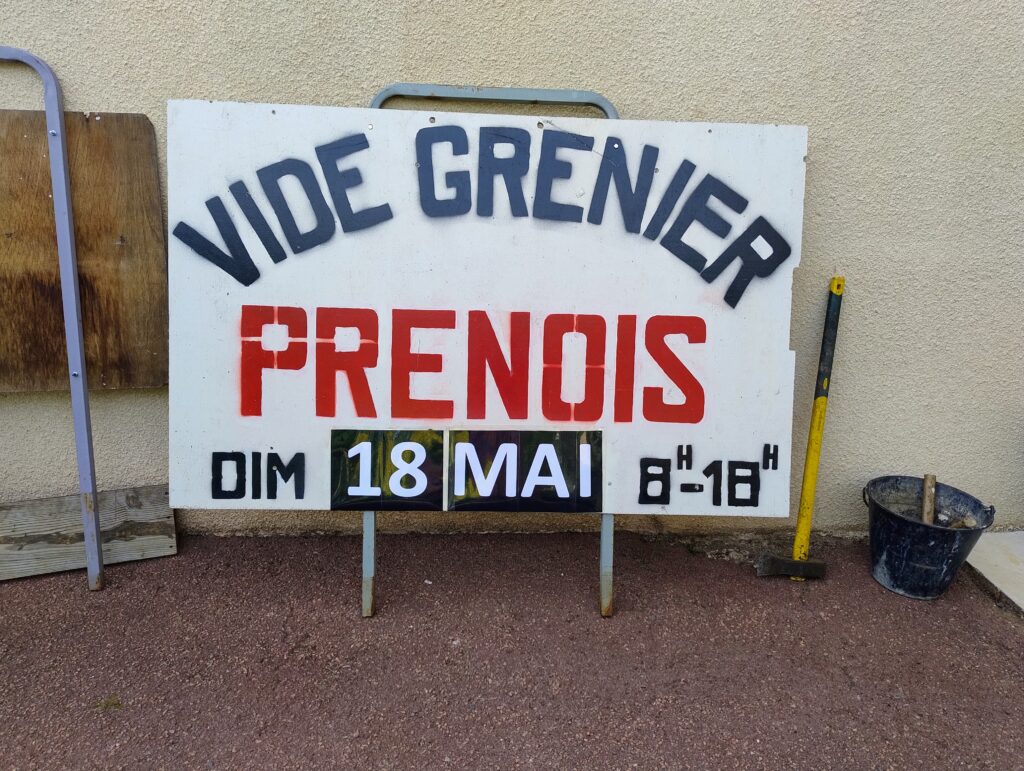 VIDE GRENIER
PRENOIS
DIM 18 MAI 8H-18H